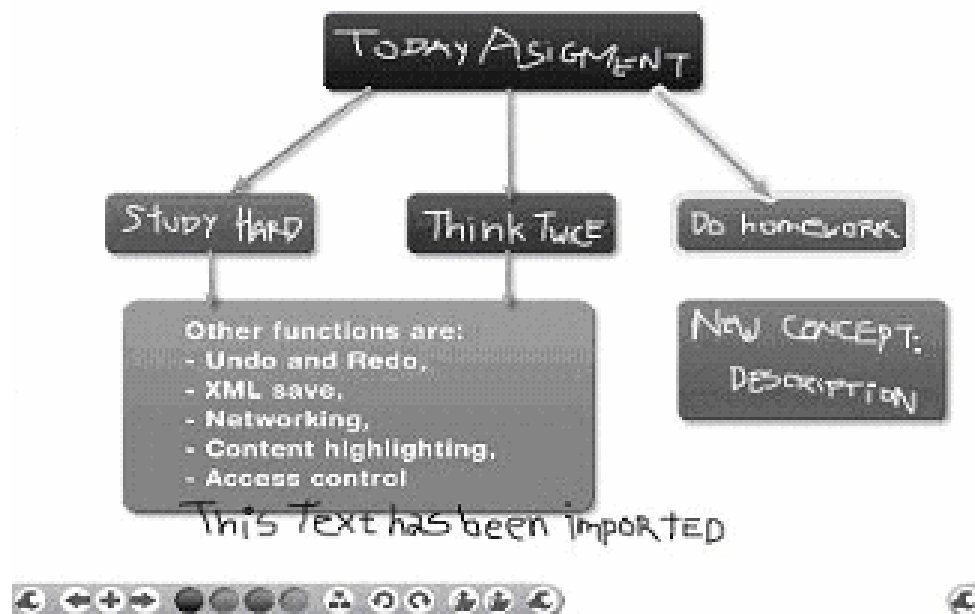 TODAY ASIGMENT
STUDY HARD
Think TWICE
Do homEWORK
Other functions are:
- Undo and Redo,
- XML save,
- Networking,
- Content highlighting,
- Access control
NEW CONCEPT:
DESCRIPTION
This Text has been imPORTED